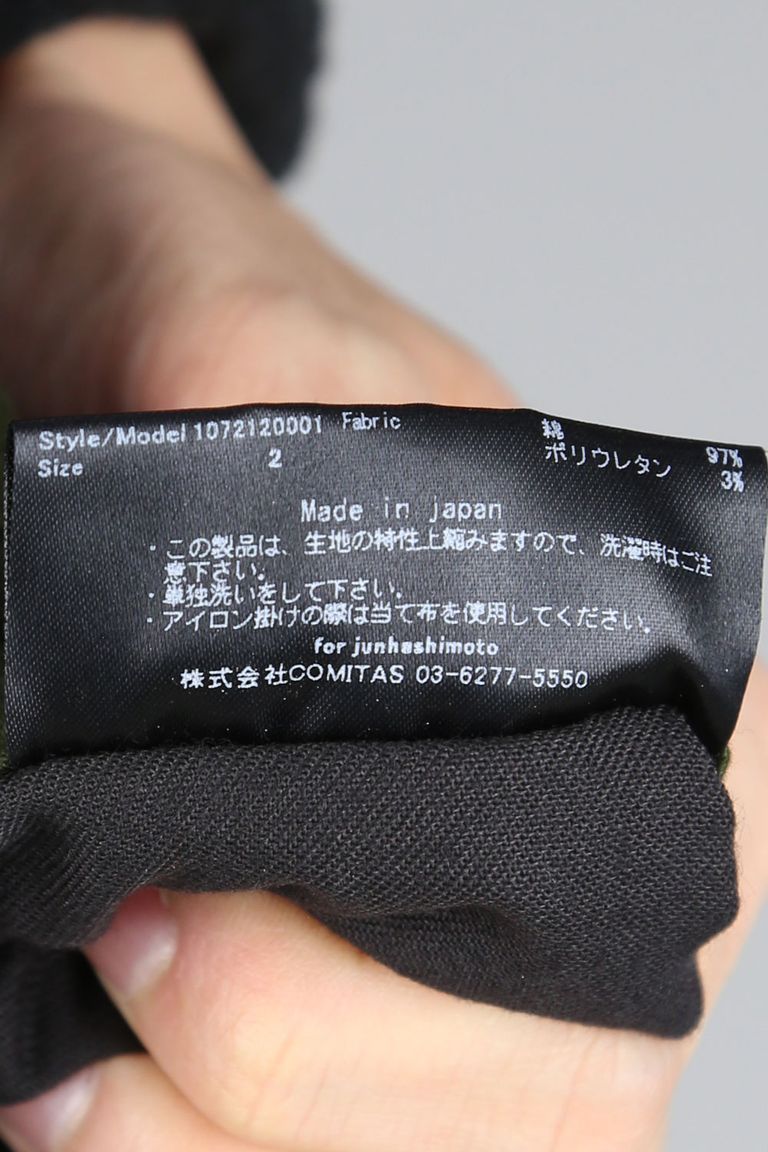 Style/Model 1072120001 Fabric 綿 97%
Size 2 ポリウレタン 3%
Made in japan
・この製品は、生地の特性上縮みますので、洗濯時はご注
意下さい。
・単独洗いをして下さい。
・アイロン掛けの際は当て布を使用してください。
for junhashimoto
株式会社COMITAS 03-6277-5550